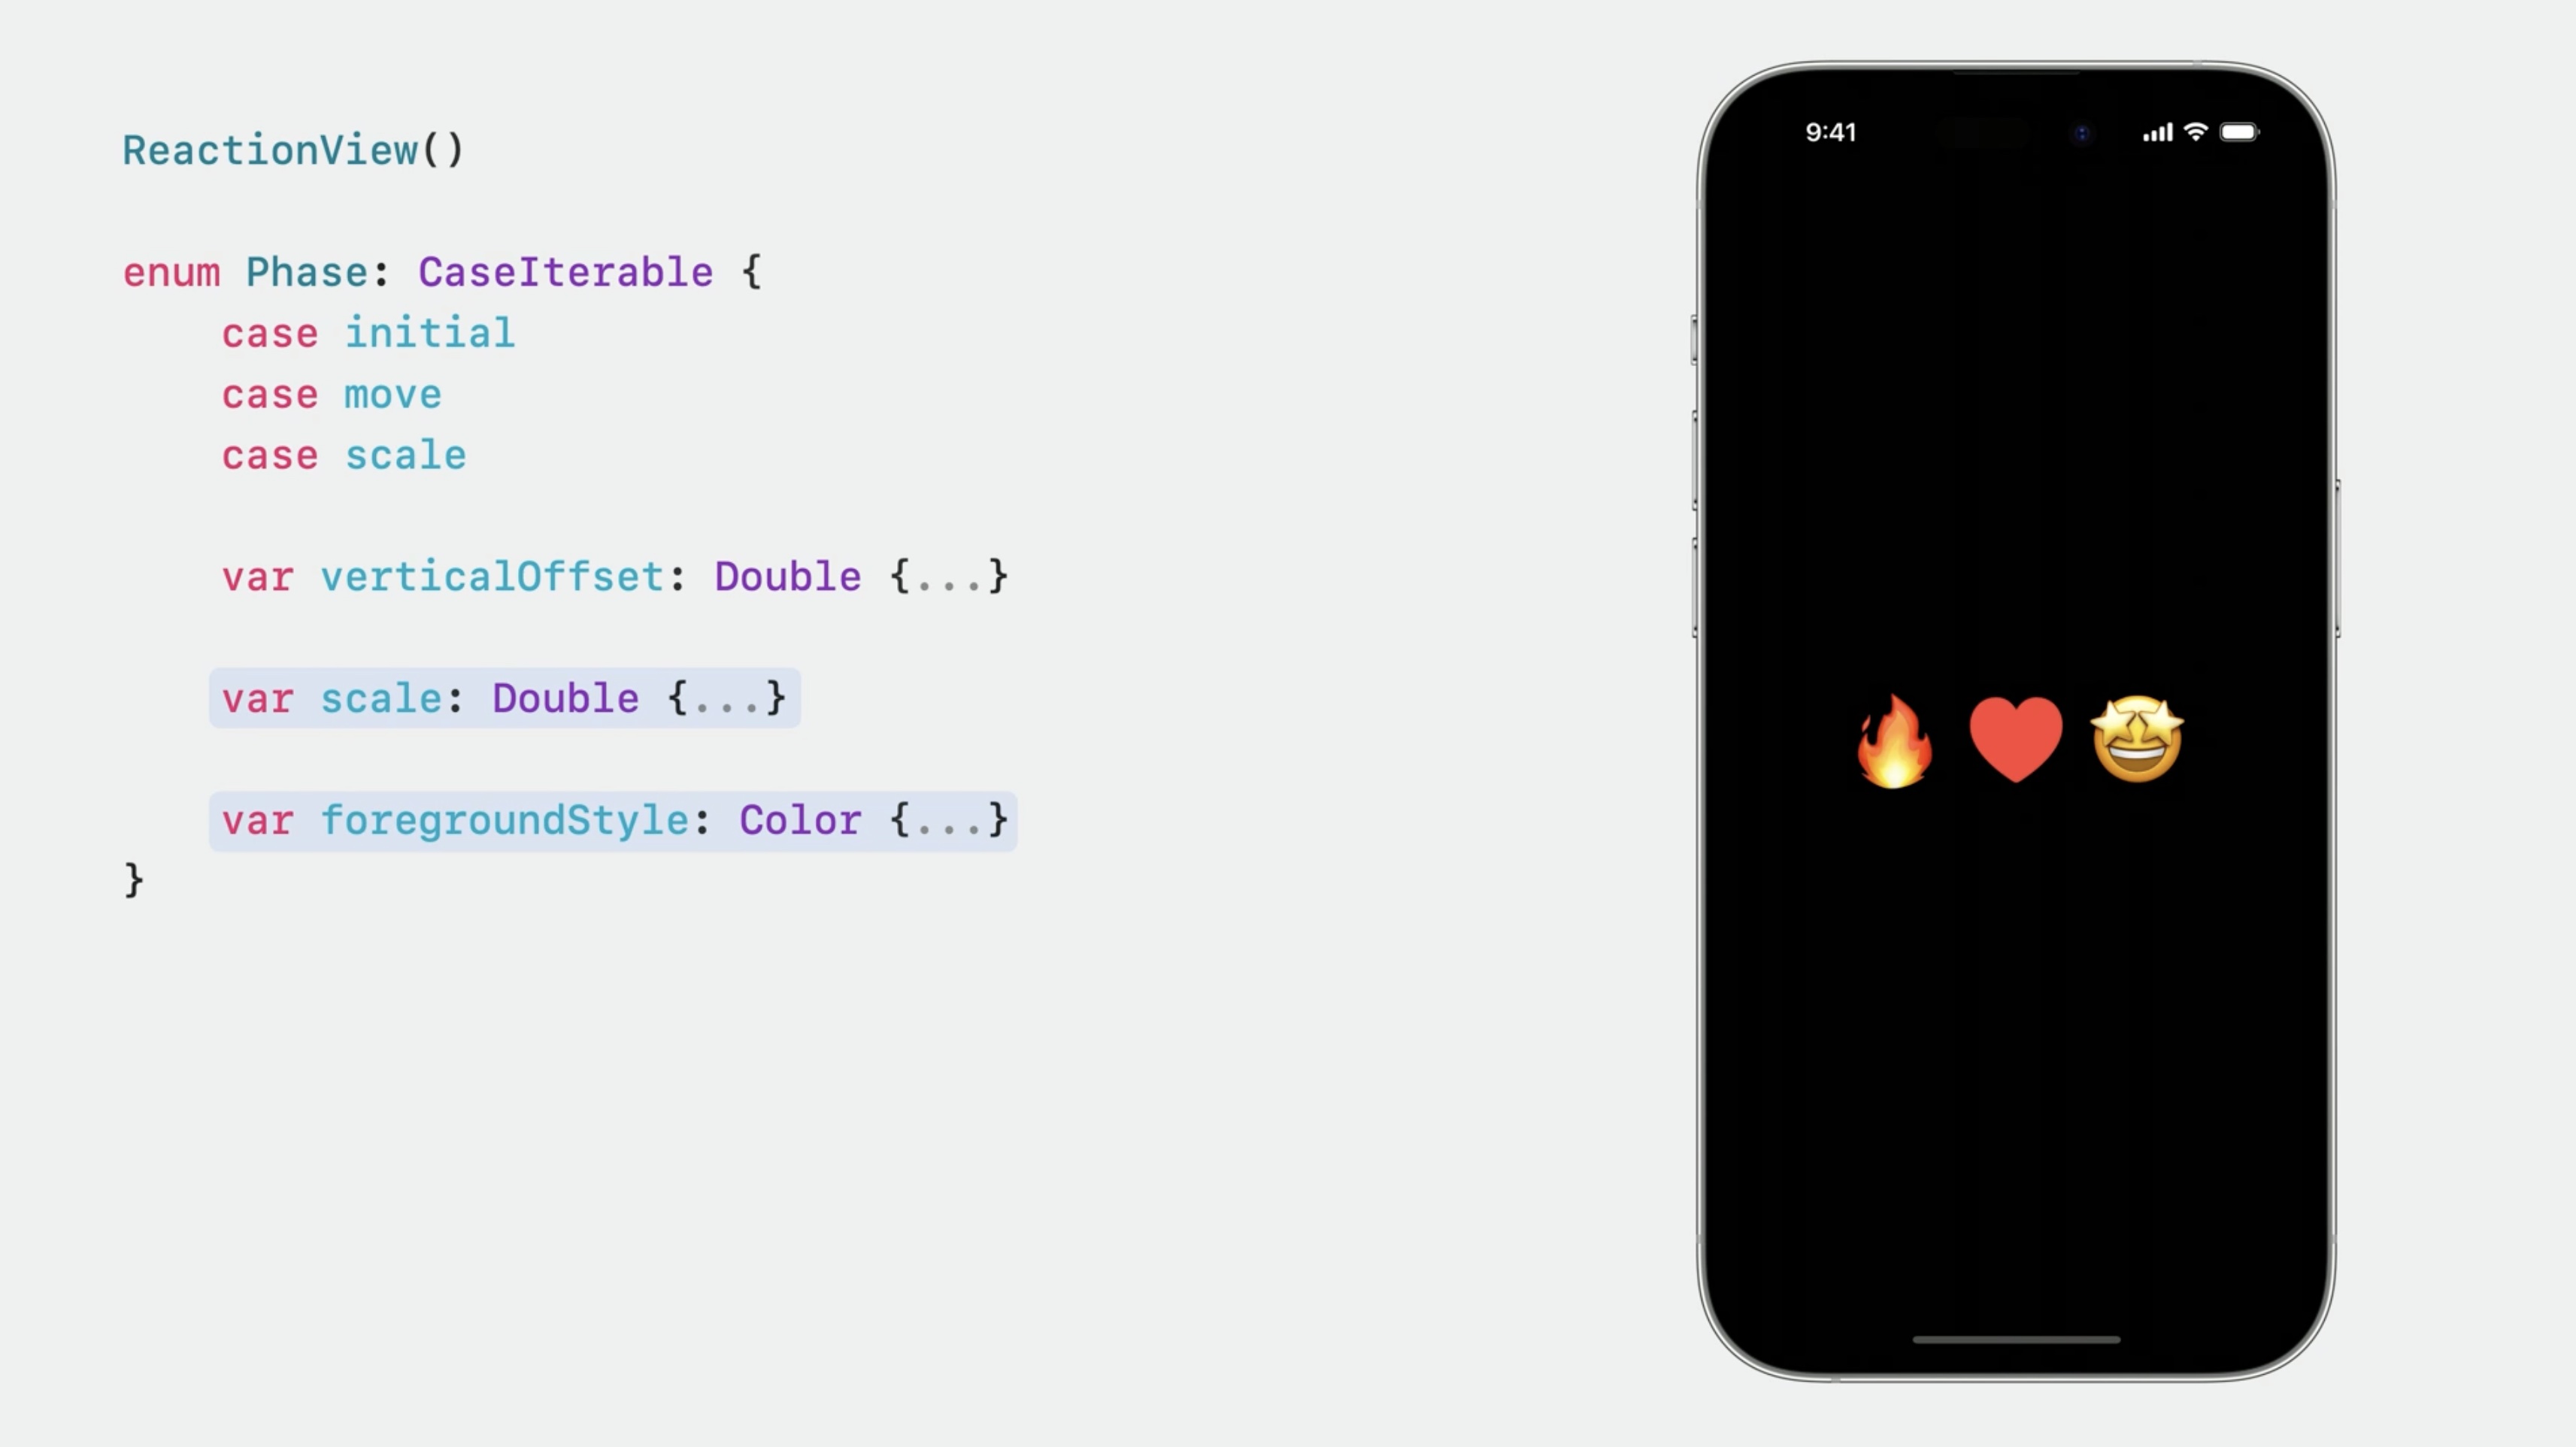 ReactionView()
enum Phase: CaseIterable {
    case initial
    case move
    case scale
    var verticalOffset: Double {...}
    var scale: Double {...}
    var foregroundStyle: Color {...}
}
9:41